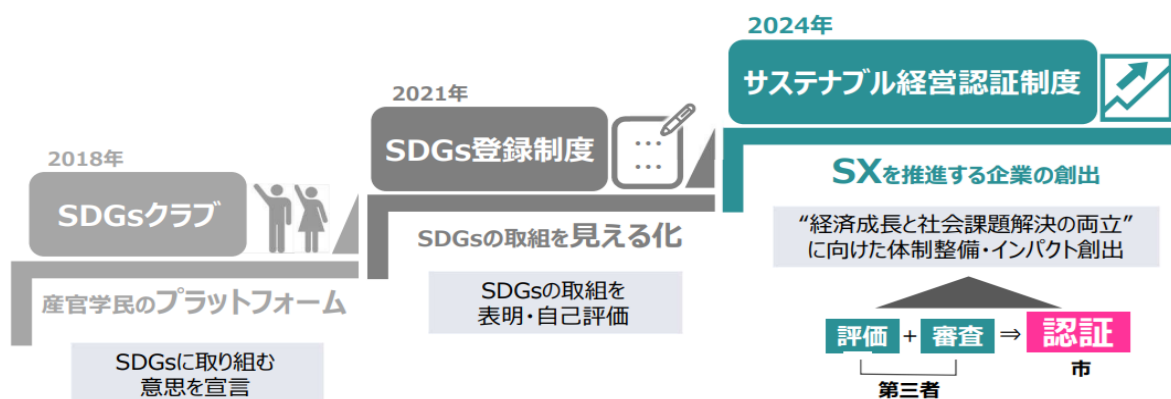 2018年
SDGsクラブ
産官学民のプラットフォーム
SDGsに取り組む
意思を宣言
2021年
SDGs登録制度
SDGsの取組を見える化
SDGsの取組を
表明・自己評価
2024年
サステナブル経営認証制度
SXを推進する企業の創出
“経済成長と社会課題解決の両立”
に向けた体制整備・インパクト創出
評価+審査⇒認証
第三者
市